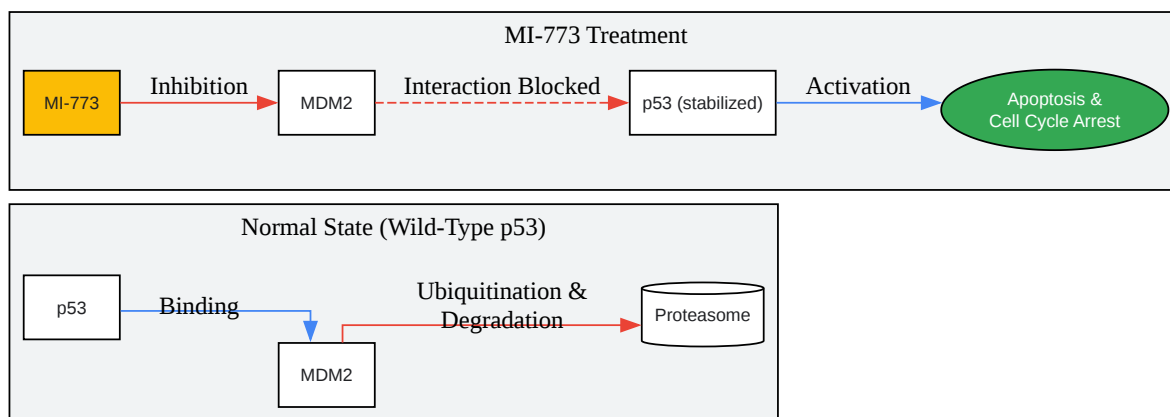 MI-773 Treatment
MI-773
Inhibition
MDM2
Interaction Blocked
p53 (stabilized)
Activation
Apoptosis &
Cell Cycle Arrest
Normal State (Wild-Type p53)
p53
Binding
MDM2
Ubiquitination &
Degradation
Proteasome